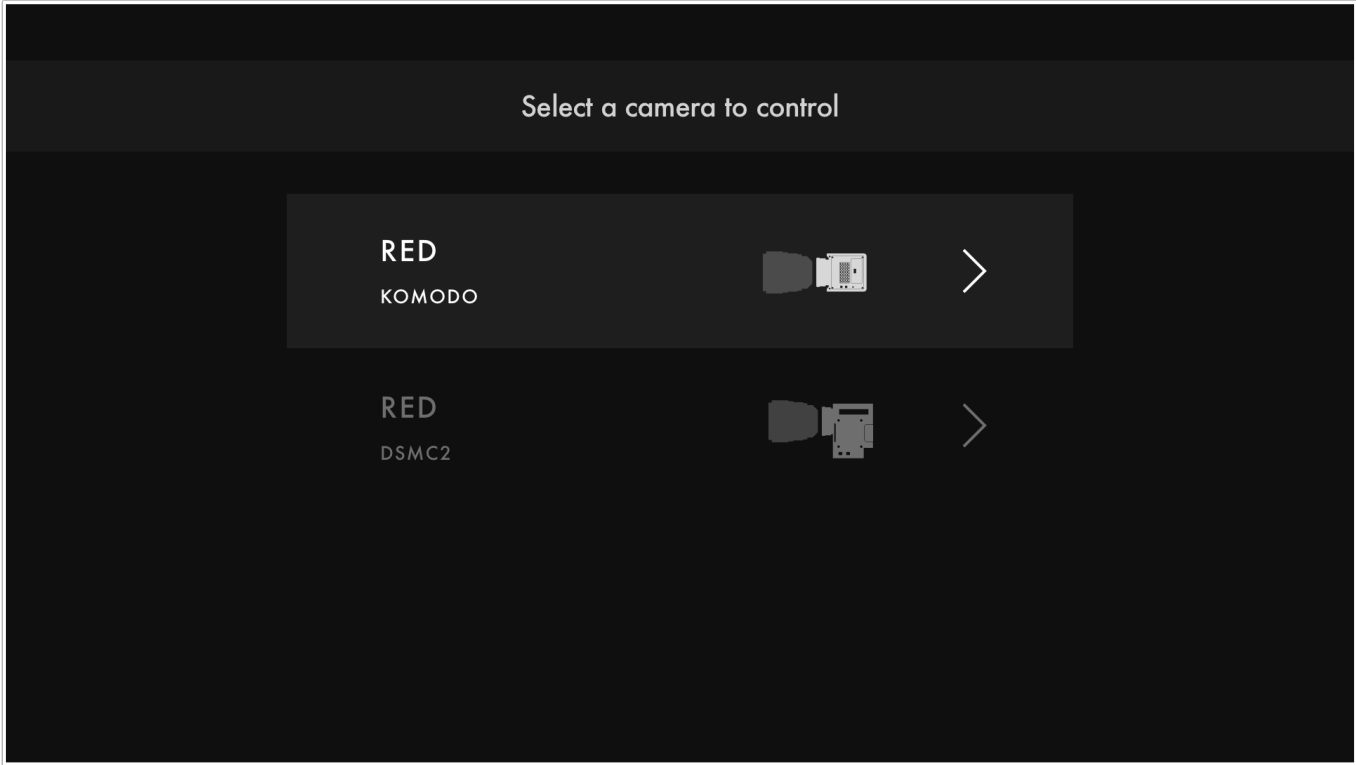 Select a camera to control
RED
KOMODO
RED
DSMC2